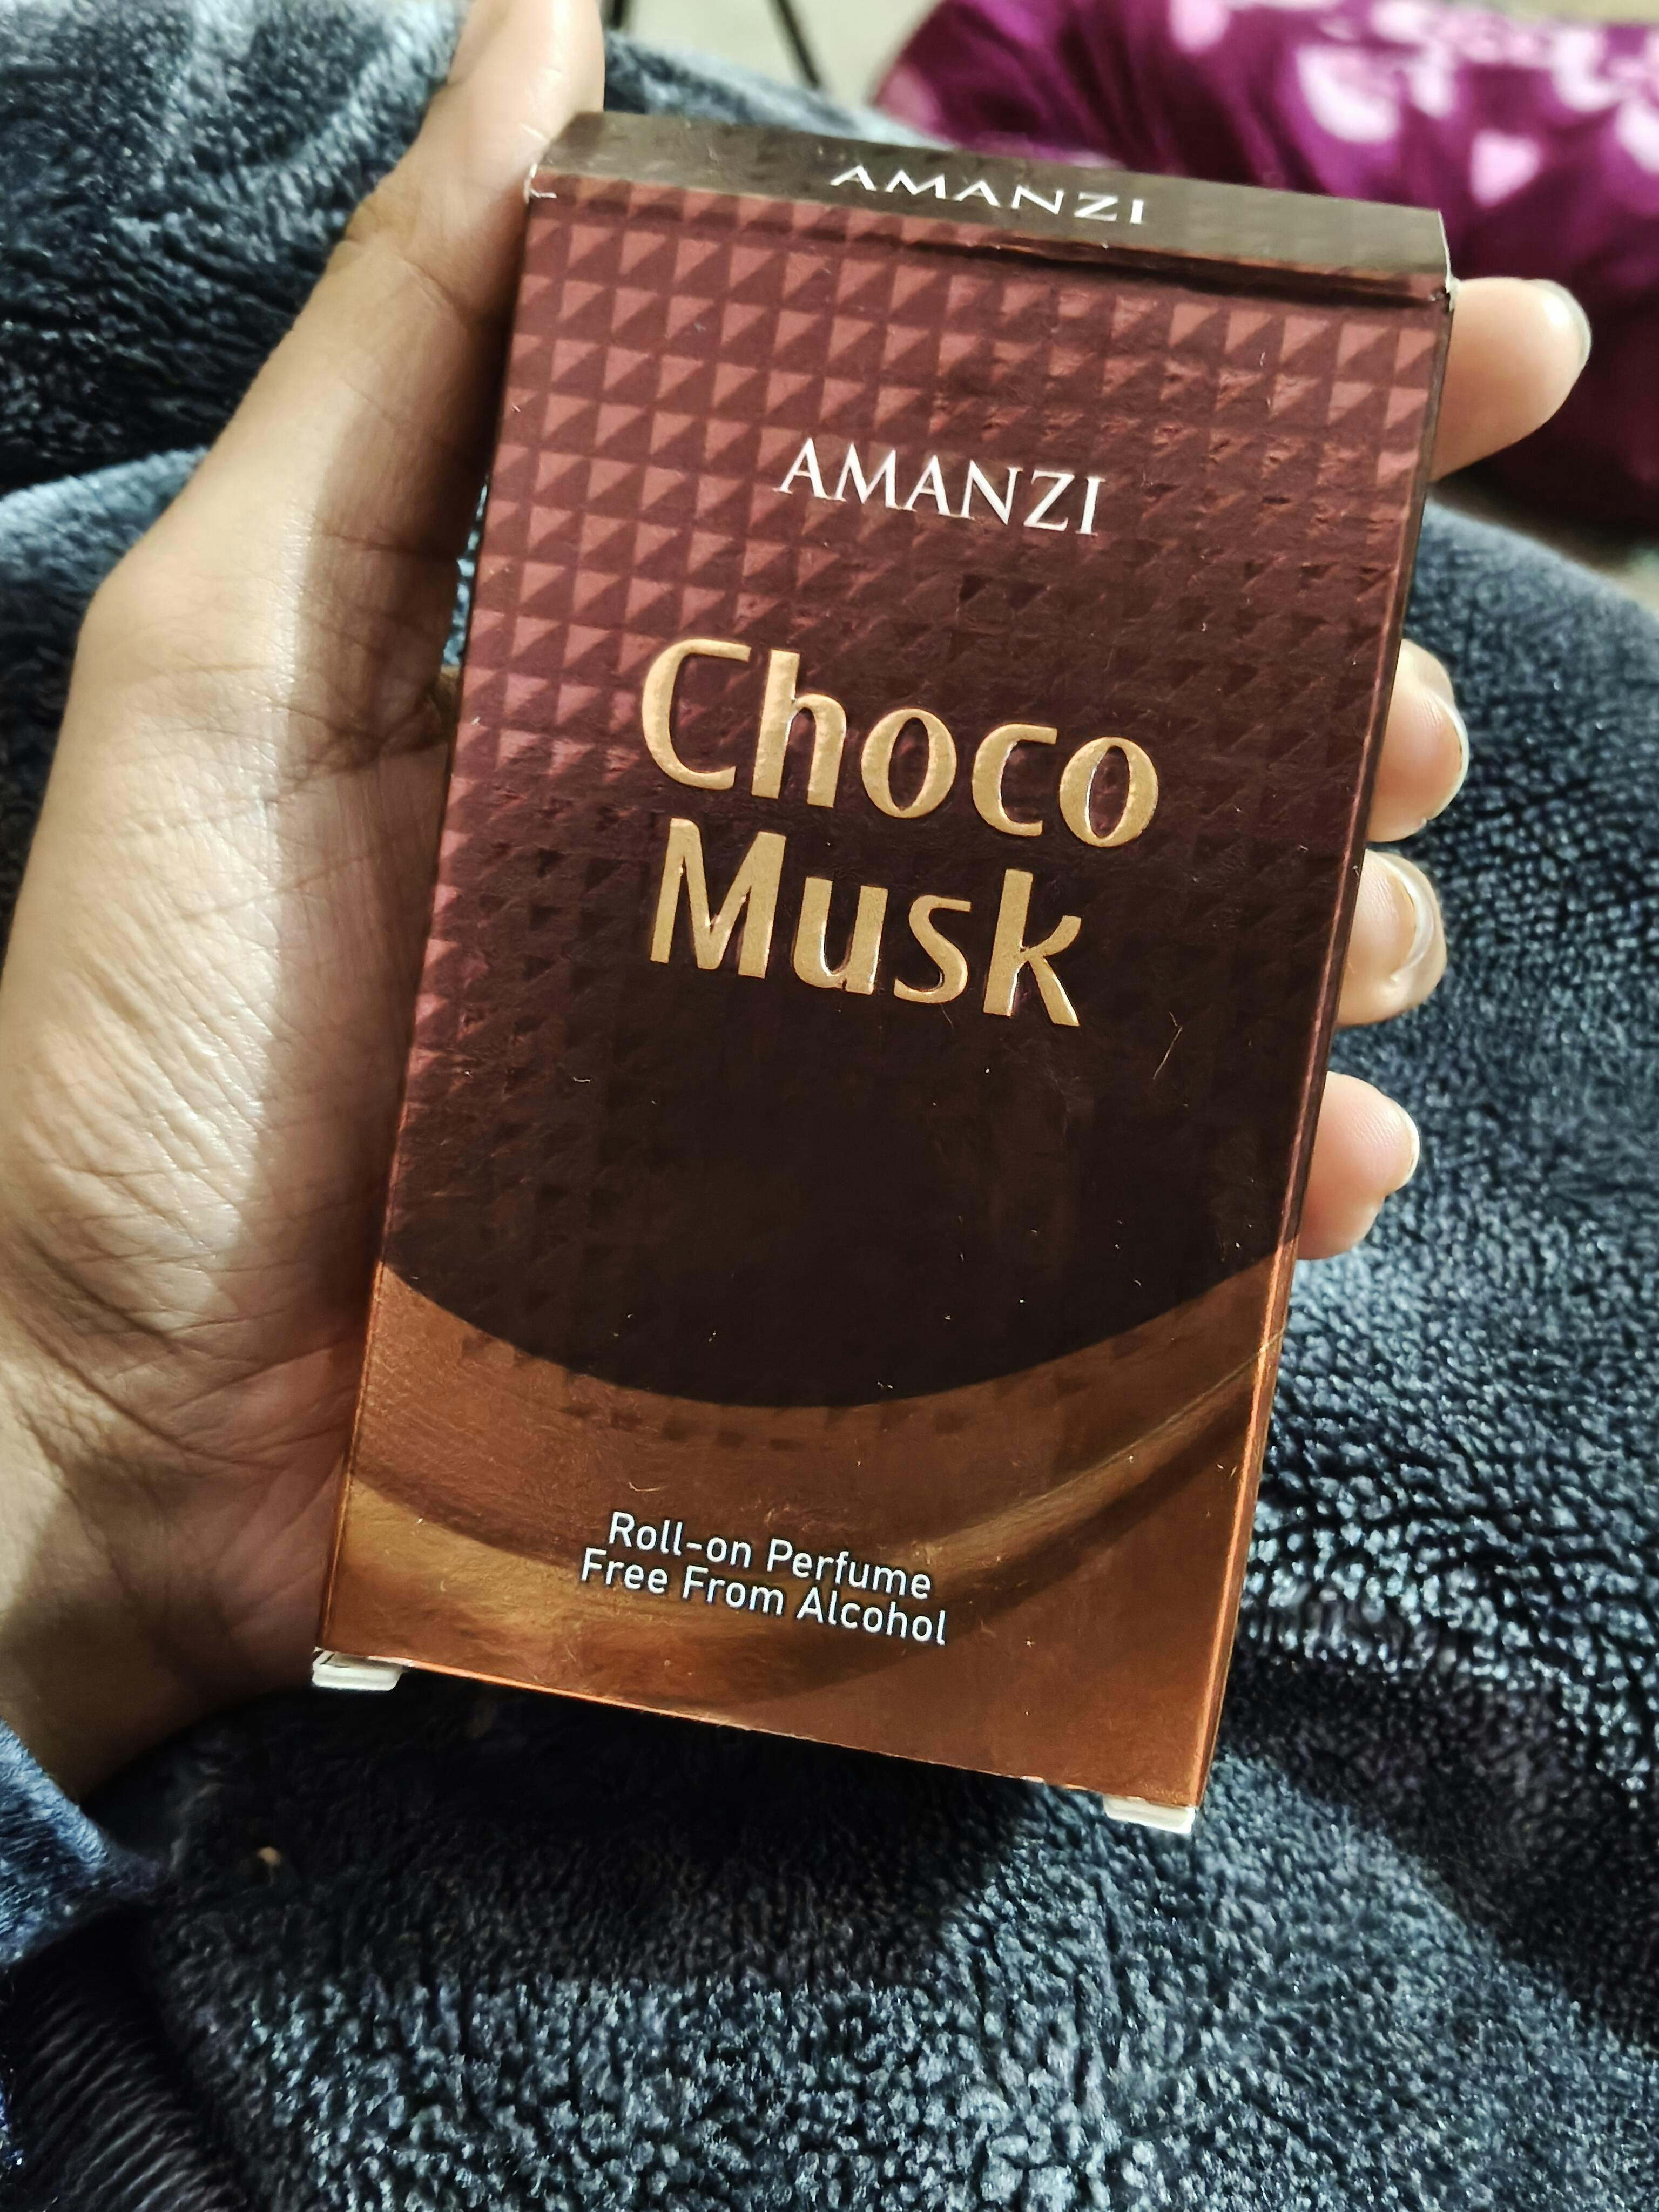 AMANZI
AMANZI
Choco
Musk
Roll-on Perfume
Free From Alcohol